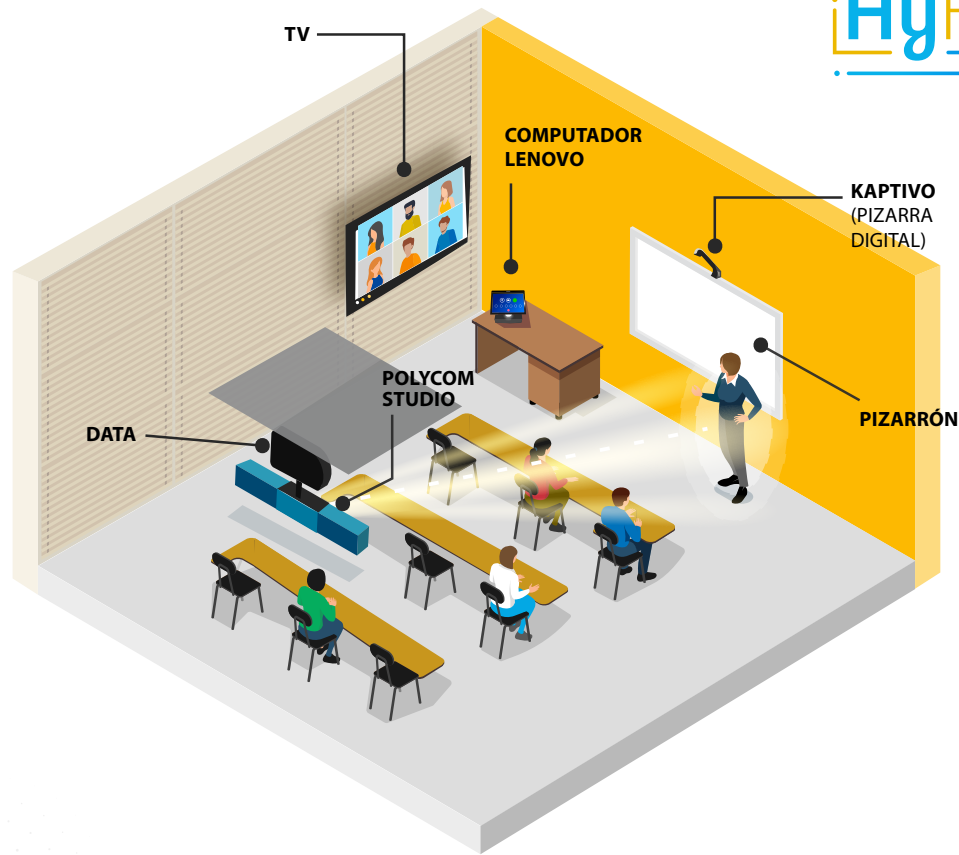 TV
COMPUTADOR
LENOVO
KAPTIVO
(PIZARRA
DIGITAL)
POLYCOM
STUDIO
DATA
PIZARRÓN